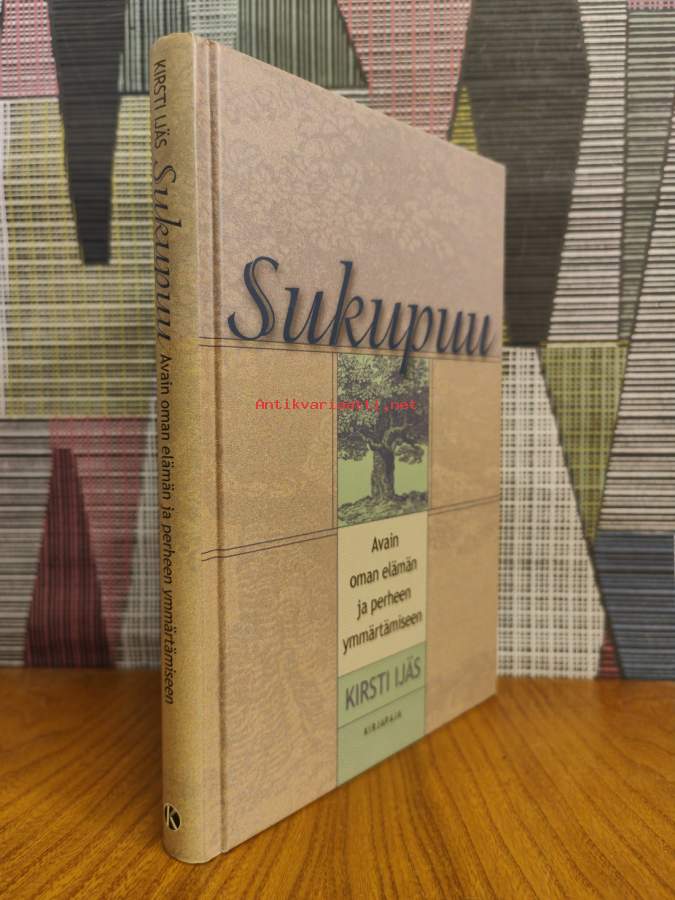 KIRSTI IJÄS Sukupuu Avain oman elämän ja perheen ymmärtämiseen
K
Sukupuu
Antikvariaatti.net
Avain
oman elämän
ja perheen
ymmärtämiseen
KIRSTI IJÄS
KIRJAPAJA